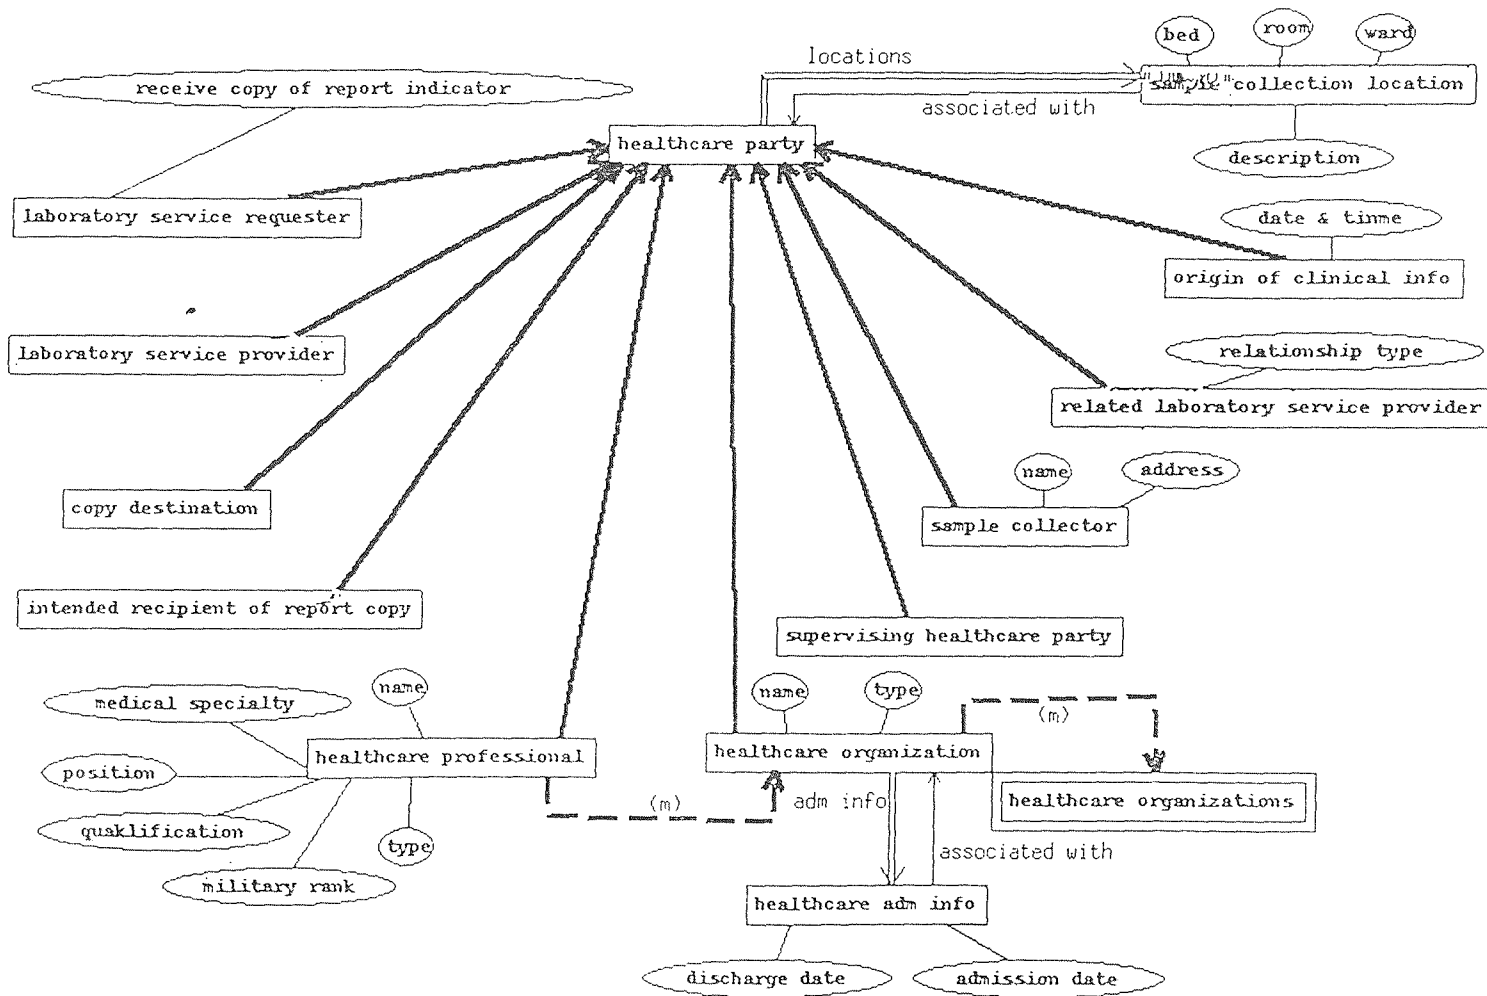 bed
room
ward
locations
receive copy of report indicator
sample collection location
associated with
healthcare party
description
laboratory service requester
date & tinme
origin of clinical info
laboratory service provider
relationship type
related laboratory service provider
name
address
copy destination
sample collector
intended recipient of report copy
supervising healthcare party
medical specialty
name
name
type
(m)
healthcare professional
healthcare organization
position
(m)
adm info
healthcare organizations
quaklification
type
associated with
military rank
healthcare adm info
discharge date
admission date